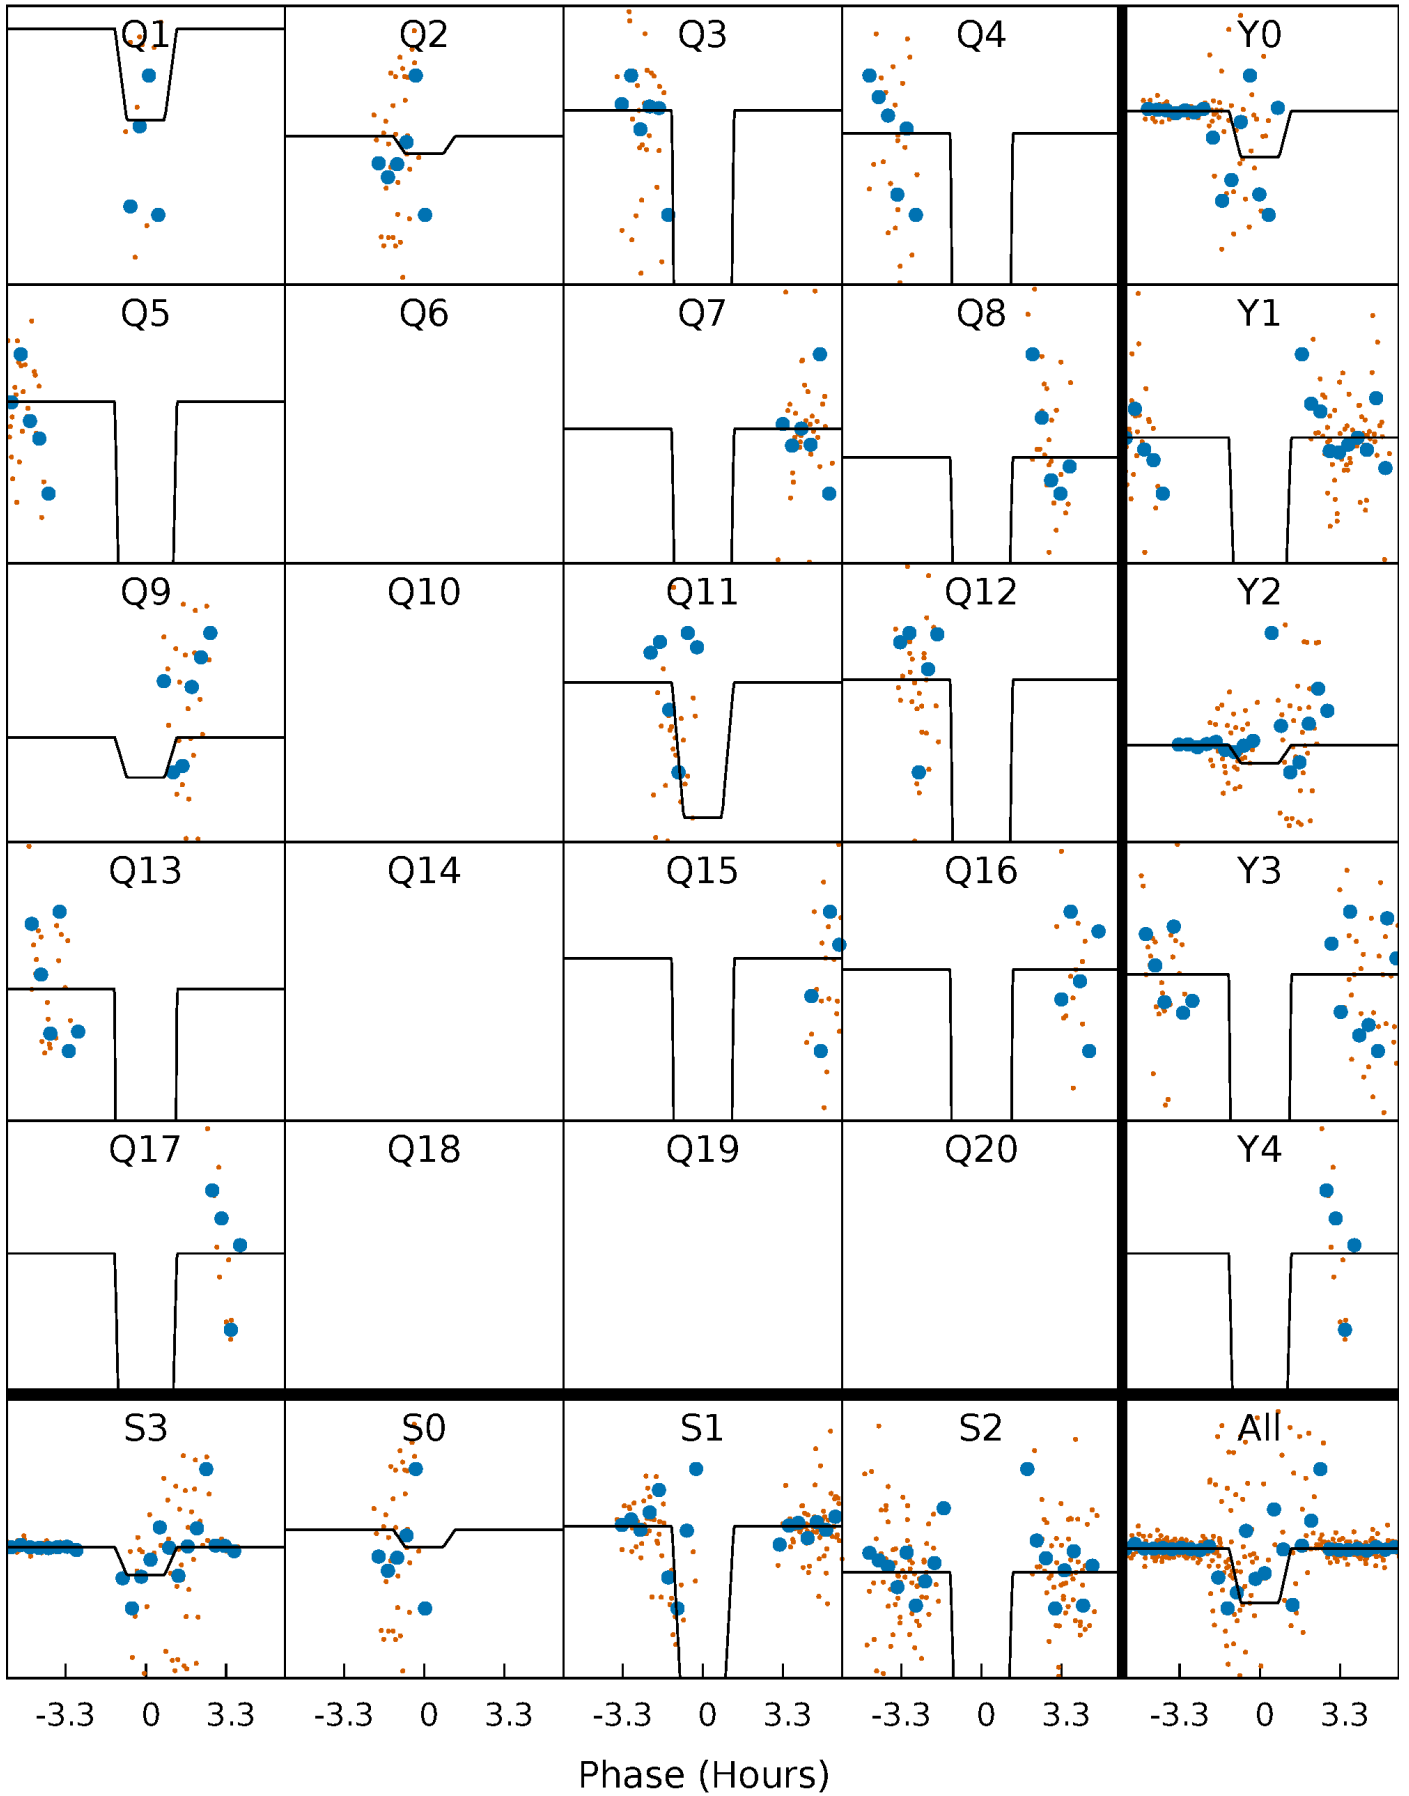 Q1 Q2 Q3 Q4 Y0
Q5 Q6 Q7 Q8 Y1
Q9 Q10 Q11 Q12 Y2
Q13 Q14 Q15 Q16 Y3
Q17 Q18 Q19 Q20 Y4
S3 S0 S1 S2 All
-3.3 0 3.3 -3.3 0 3.3 -3.3 0 3.3 -3.3 0 3.3 -3.3 0 3.3
Phase (Hours)